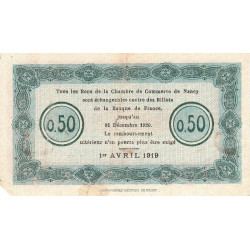 Tous les Bons de la Chambre de Commerce de Nancy
sont échangeables contre des Billets
de la Banque de France,
jusqu'au
31 Décembre 1920.
Le remboursement
ultérieur n'en pourra plus être exigé
0.50
0.50
1er AVRIL 1919